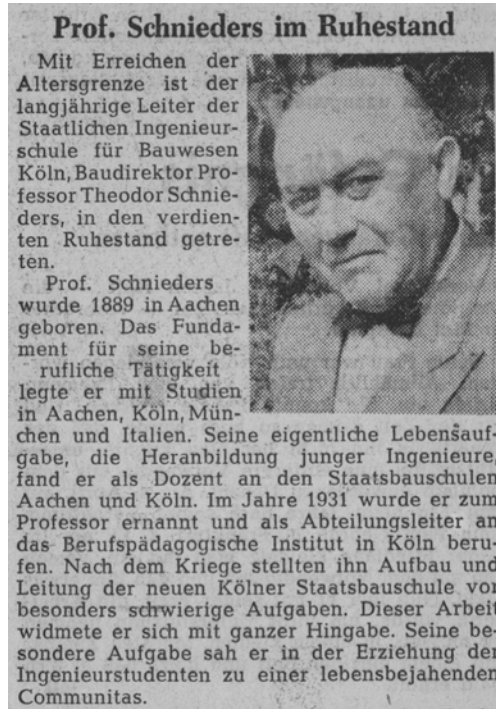 Prof. Schnieders im Ruhestand
Mit Erreichen der
Altersgrenze ist der
langjährige Leiter der
Staatlichen Ingenieur-
schule für Bauwesen
Köln, Baudirektor Pro-
fessor Theodor Schnie-
ders, in den verdien-
ten Ruhestand getre-
ten.
Prof. Schnieders
wurde 1889 in Aachen
geboren. Das Funda-
ment für seine be-
rufliche Tätigkeit
legte er mit Studien
in Aachen, Köln, Mün-
chen und Italien. Seine eigentliche Lebensauf-
gabe, die Heranbildung junger Ingenieure,
fand er als Dozent an den Staatsbauschulen
Aachen und Köln. Im Jahre 1931 wurde er zum
Professor ernannt und als Abteilungsleiter an
das Berufspädagogische Institut in Köln beru-
fen. Nach dem Kriege stellten ihn Aufbau und
Leitung der neuen Kölner Staatsbauschule vor
besonders schwierige Aufgaben. Dieser Arbeit
widmete er sich mit ganzer Hingabe. Seine be-
sondere Aufgabe sah er in der Erziehung der
Ingenieurstudenten zu einer lebensbejahenden
Communitas.